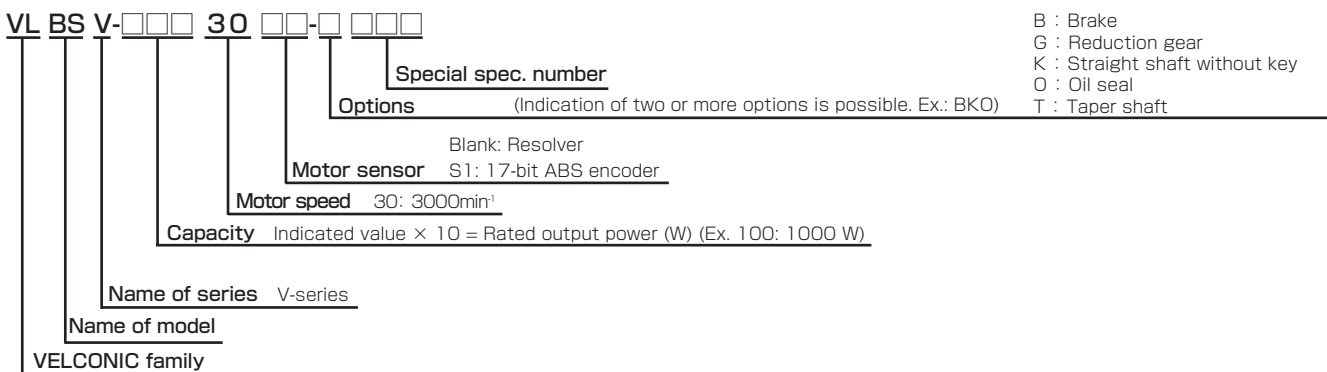 VL BS V-□□□ 30 □□-□ □□□
B : Brake
G : Reduction gear
K : Straight shaft without key
O : Oil seal
T : Taper shaft
Special spec. number
Options (Indication of two or more options is possible. Ex.: BKO)
Blank: Resolver
Motor sensor S1: 17-bit ABS encoder
Motor speed 30: 3000min-1
Capacity Indicated value × 10 = Rated output power (W) (Ex. 100: 1000 W)
Name of series V-series
Name of model
VELCONIC family